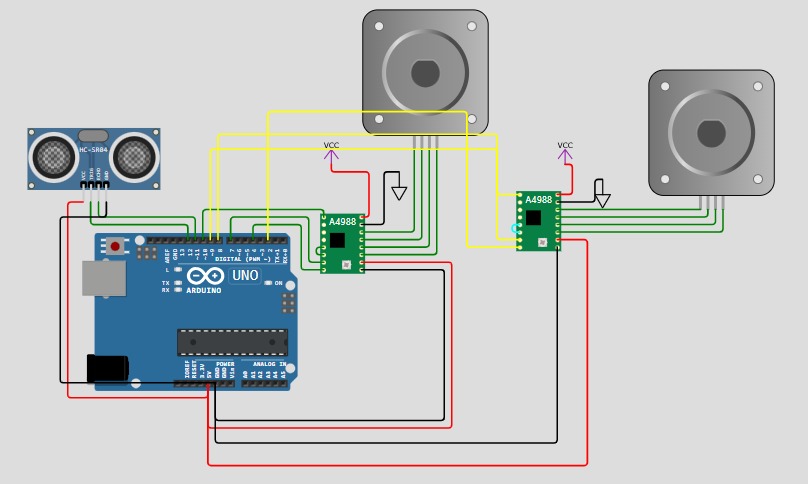 HC-SR04
VCC
TRIG
ECHO
GND
VCC
VCC
A4988
A4988
AREF
GND
13
12
~11
~10
~9
8
7
~6
~5
4
~3
2
TX→1
RX←0
DIGITAL (PWM ~)
L
TX
RX
UNO
ON
ARDUINO
POWER
ANALOG IN
IOREF
RESET
3.3V
5V
GND
GND
Vin
A0
A1
A2
A3
A4
A5